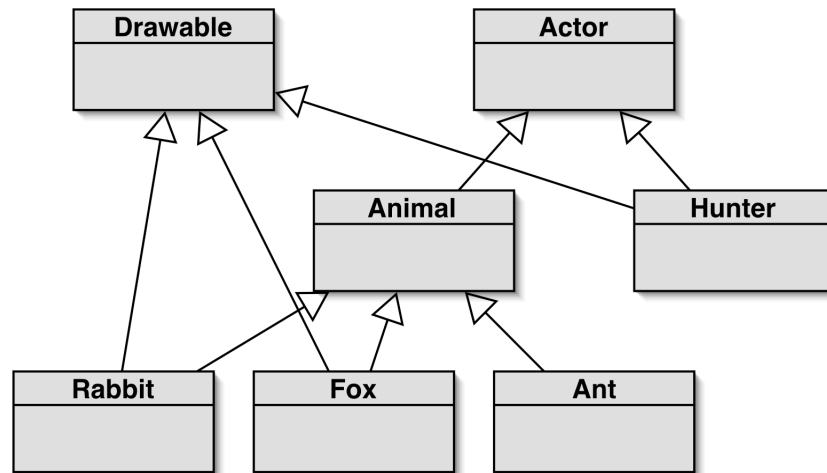 Drawable
Actor
Animal
Hunter
Rabbit
Fox
Ant